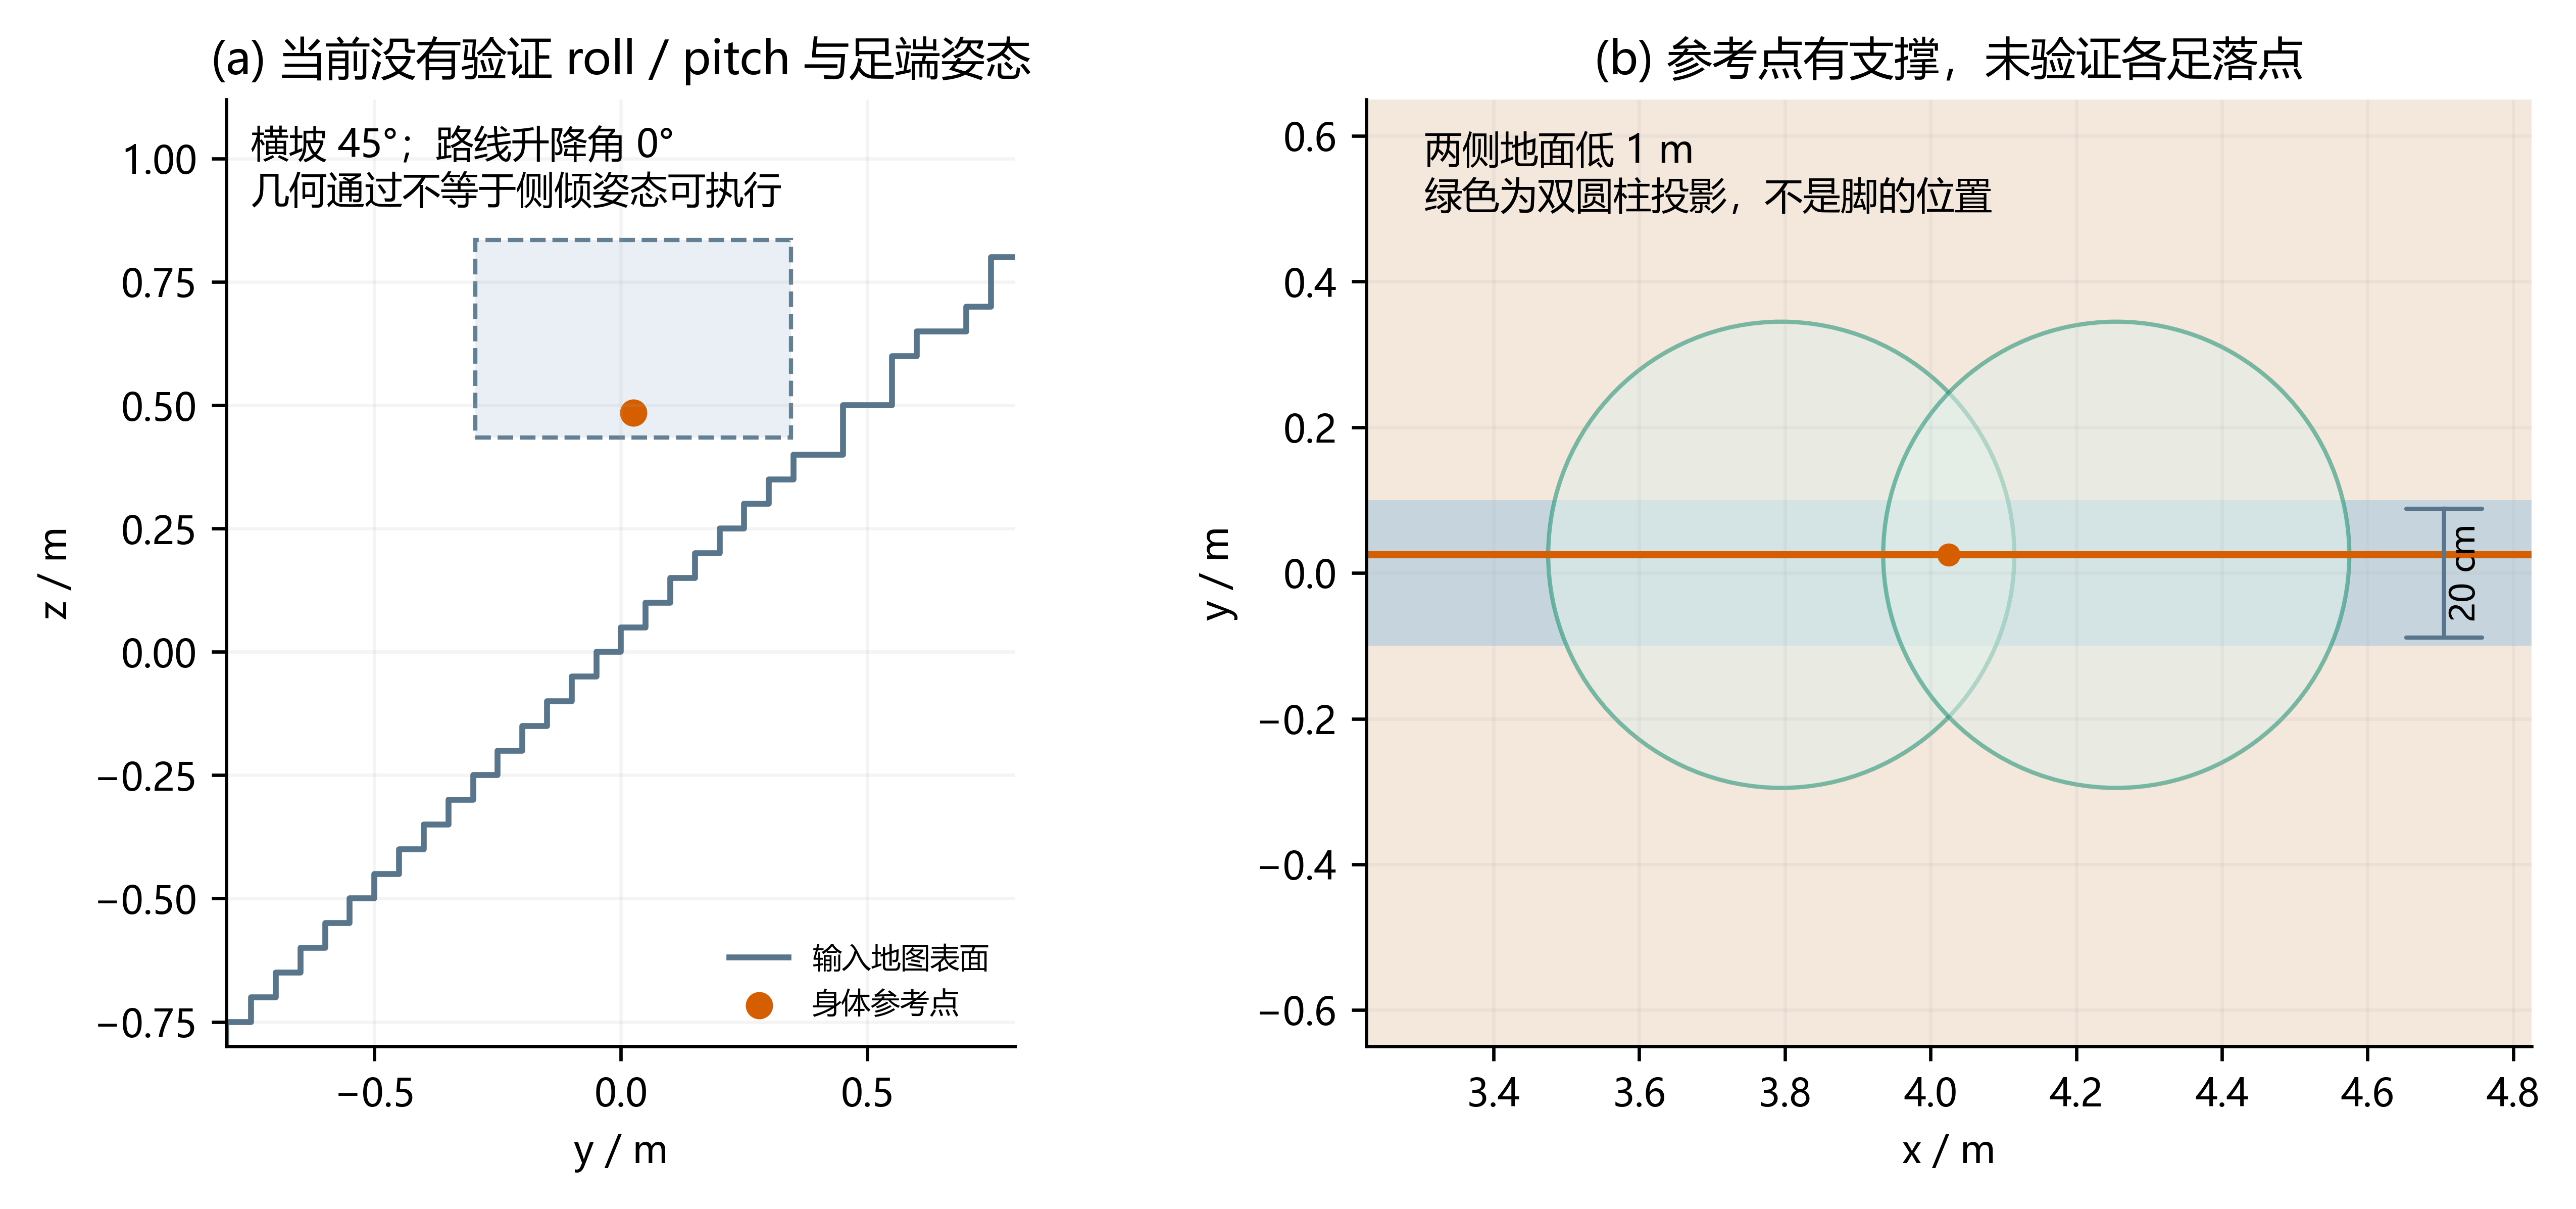 (a) 当前没有验证 roll / pitch 与足端姿态
横坡 45°；路线升降角 0°
几何通过不等于侧倾姿态可执行
1.00
0.75
0.50
0.25
0.00
−0.25
−0.50
−0.75
z / m
−0.5
0.0
0.5
y / m
输入地图表面
身体参考点
(b) 参考点有支撑，未验证各足落点
两侧地面低 1 m
绿色为双圆柱投影，不是脚的位置
0.6
0.4
0.2
0.0
−0.2
−0.4
−0.6
y / m
20 cm
3.4
3.6
3.8
4.0
4.2
4.4
4.6
4.8
x / m